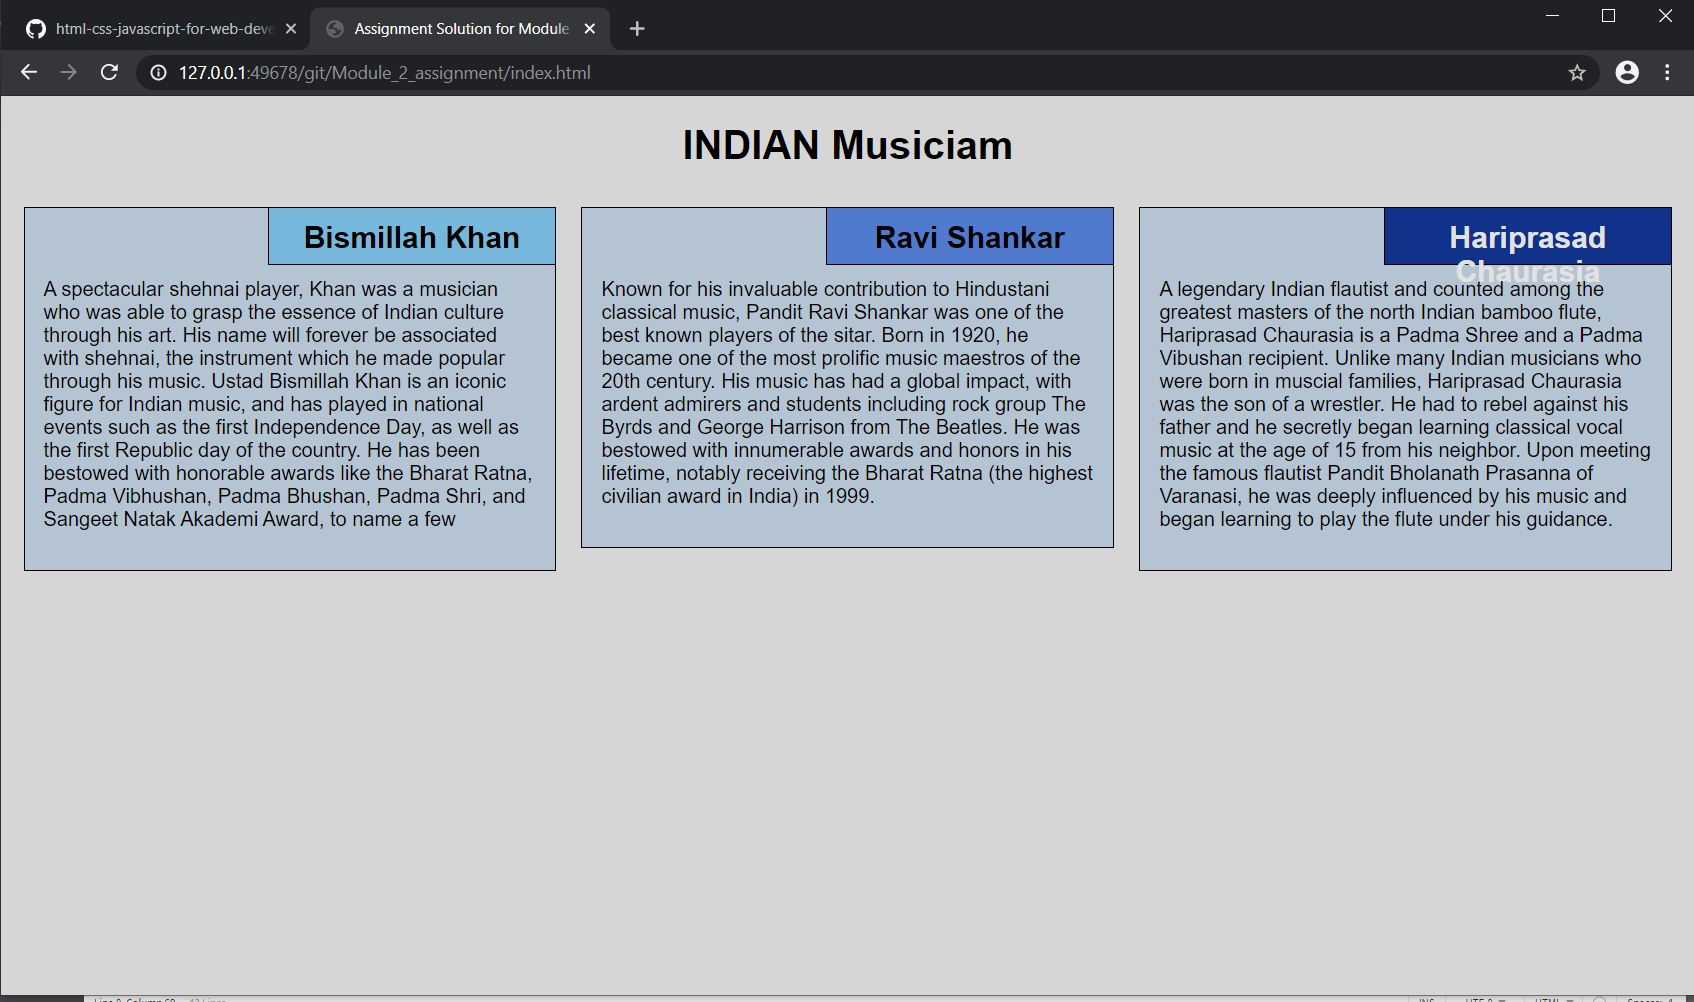 html-css-javascript-for-web-deve
Assignment Solution for Module
127.0.0.1:49678/git/Module_2_assignment/index.html
INDIAN Musiciam
Bismillah Khan
A spectacular shehnai player, Khan was a musician
who was able to grasp the essence of Indian culture
through his art. His name will forever be associated
with shehnai, the instrument which he made popular
through his music. Ustad Bismillah Khan is an iconic
figure for Indian music, and has played in national
events such as the first Independence Day, as well as
the first Republic day of the country. He has been
bestowed with honorable awards like the Bharat Ratna,
Padma Vibhushan, Padma Bhushan, Padma Shri, and
Sangeet Natak Akademi Award, to name a few
Ravi Shankar
Known for his invaluable contribution to Hindustani
classical music, Pandit Ravi Shankar was one of the
best known players of the sitar. Born in 1920, he
became one of the most prolific music maestros of the
20th century. His music has had a global impact, with
ardent admirers and students including rock group The
Byrds and George Harrison from The Beatles. He was
bestowed with innumerable awards and honors in his
lifetime, notably receiving the Bharat Ratna (the highest
civilian award in India) in 1999.
Hariprasad
Chaurasia
A legendary Indian flautist and counted among the
greatest masters of the north Indian bamboo flute,
Hariprasad Chaurasia is a Padma Shree and a Padma
Vibushan recipient. Unlike many Indian musicians who
were born in muscial families, Hariprasad Chaurasia
was the son of a wrestler. He had to rebel against his
father and he secretly began learning classical vocal
music at the age of 15 from his neighbor. Upon meeting
the famous flautist Pandit Bholanath Prasanna of
Varanasi, he was deeply influenced by his music and
began learning to play the flute under his guidance.